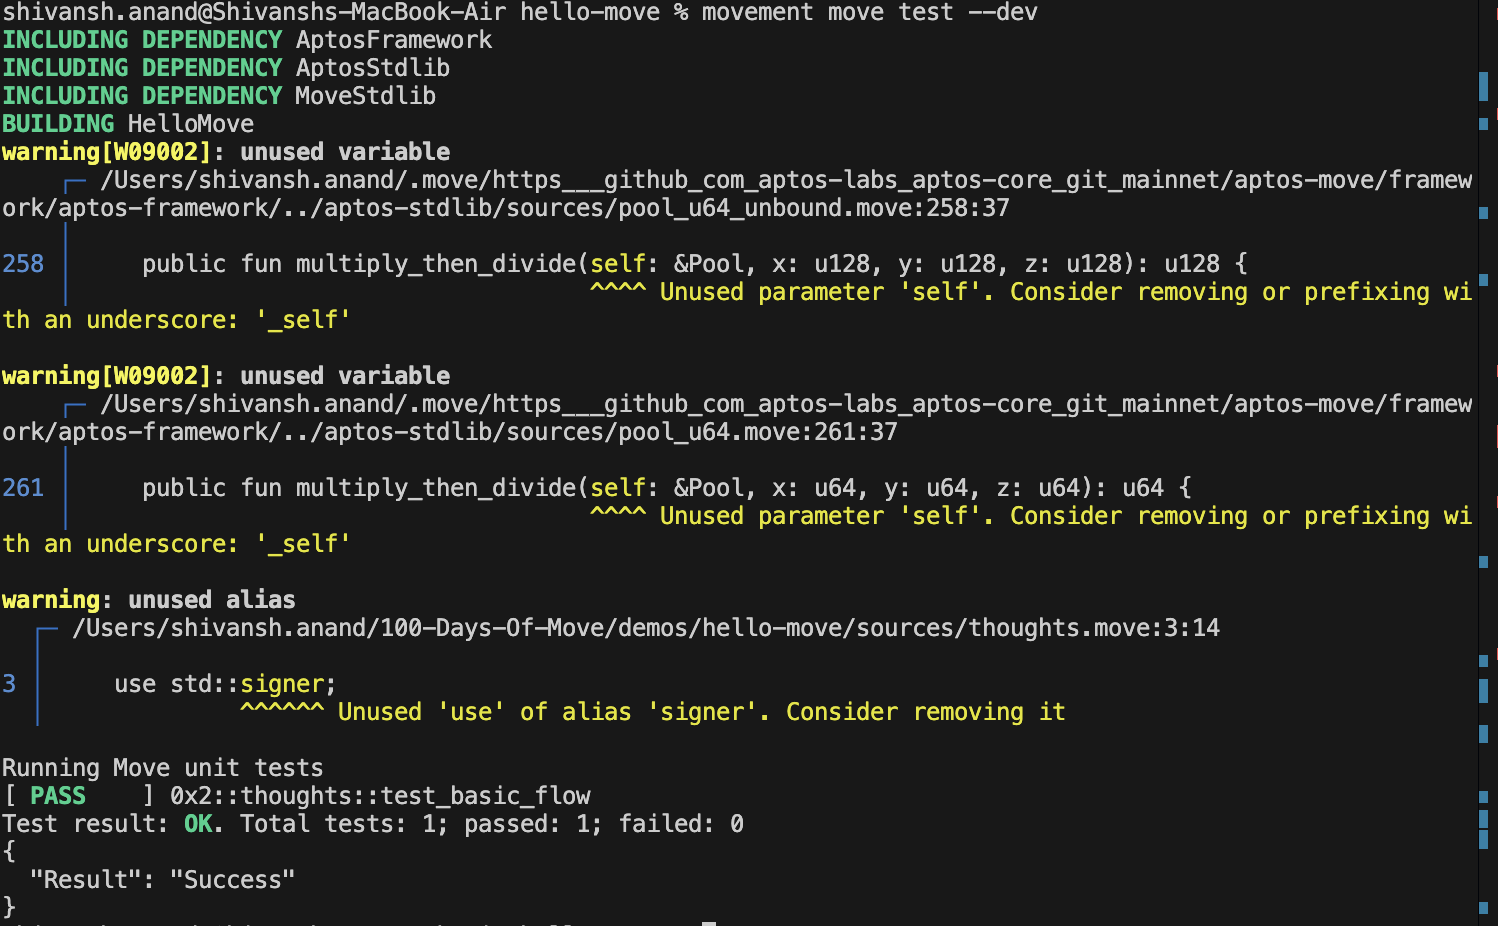 shivansh.anand@Shivanshs-MacBook-Air hello-move % movement move test --dev
INCLUDING DEPENDENCY AptosFramework
INCLUDING DEPENDENCY AptosStdlib
INCLUDING DEPENDENCY MoveStdlib
BUILDING HelloMove
warning[W09002]: unused variable
/Users/shivansh.anand/.move/https___github_com_aptos-labs_aptos-core_git_mainnet/aptos-move/framew
ork/aptos-framework/../aptos-stdlib/sources/pool_u64_unbound.move:258:37
258 public fun multiply_then_divide(self: &Pool, x: u128, y: u128, z: u128): u128 {
^^^^ Unused parameter 'self'. Consider removing or prefixing wi
th an underscore: '_self'
warning[W09002]: unused variable
/Users/shivansh.anand/.move/https___github_com_aptos-labs_aptos-core_git_mainnet/aptos-move/framew
ork/aptos-framework/../aptos-stdlib/sources/pool_u64.move:261:37
261 public fun multiply_then_divide(self: &Pool, x: u64, y: u64, z: u64): u64 {
^^^^ Unused parameter 'self'. Consider removing or prefixing wi
th an underscore: '_self'
warning: unused alias
/Users/shivansh.anand/100-Days-Of-Move/demos/hello-move/sources/thoughts.move:3:14
3 use std::signer;
^^^^^^ Unused 'use' of alias 'signer'. Consider removing it
Running Move unit tests
[ PASS    ] 0x2::thoughts::test_basic_flow
Test result: OK. Total tests: 1; passed: 1; failed: 0
{
"Result": "Success"
}